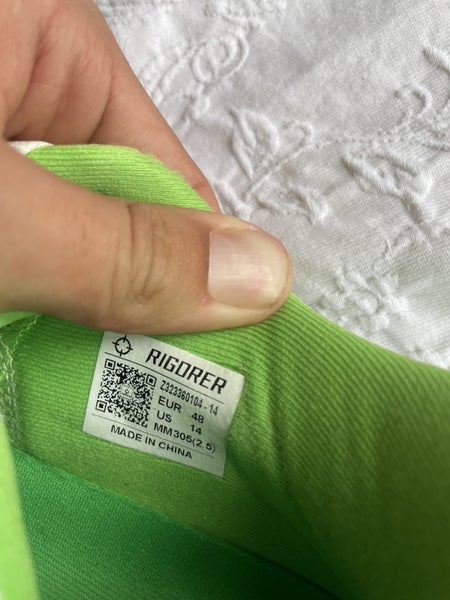 RIGORER
Z323360104-14
EUR 48
US 14
MM305(2.5)
MADE IN CHINA